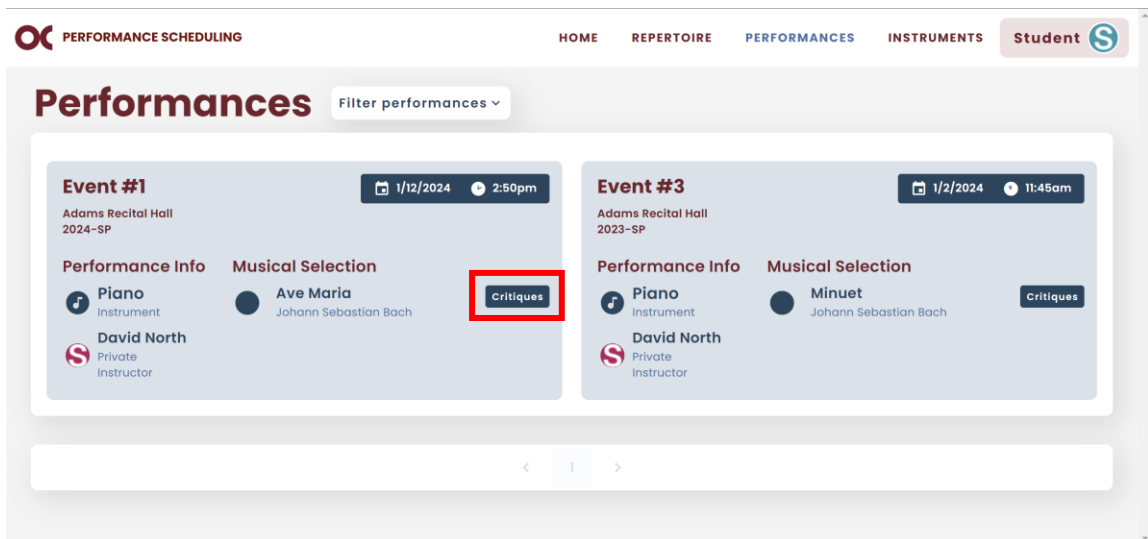 OC PERFORMANCE SCHEDULING
HOME REPERTOIRE PERFORMANCES INSTRUMENTS Student S
Performances Filter performances
Event #1 1/12/2024 2:50pm
Adams Recital Hall
2024-SP
Performance Info Musical Selection
Piano Ave Maria Critiques
Instrument Johann Sebastian Bach
David North
S Private
Instructor
Event #3 1/2/2024 11:45am
Adams Recital Hall
2023-SP
Performance Info Musical Selection
Piano Minuet Critiques
Instrument Johann Sebastian Bach
David North
S Private
Instructor
< 1 >